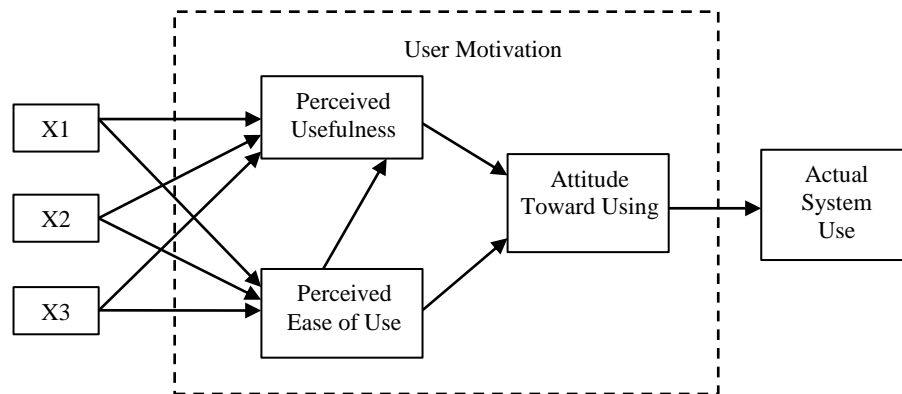 User Motivation
X1
X2
X3
Perceived
Usefulness
Perceived
Ease of Use
Attitude
Toward Using
Actual
System
Use